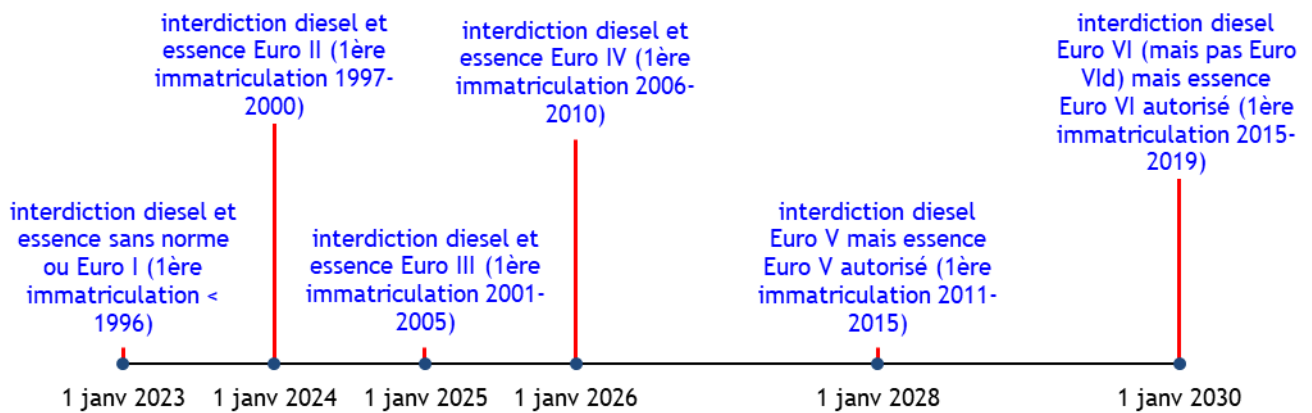 interdiction diesel et
essence sans norme
ou Euro I (1ère
immatriculation <
1996)
interdiction diesel et
essence Euro II (1ère
immatriculation 1997-
2000)
interdiction diesel et
essence Euro III (1ère
immatriculation 2001-
2005)
interdiction diesel et
essence Euro IV (1ère
immatriculation 2006-
2010)
interdiction diesel
Euro V mais essence
Euro V autorisé (1ère
immatriculation 2011-
2015)
interdiction diesel
Euro VI (mais pas Euro
VId) mais essence
Euro VI autorisé (1ère
immatriculation 2015-
2019)
1 janv 2023
1 janv 2024
1 janv 2025
1 janv 2026
1 janv 2028
1 janv 2030